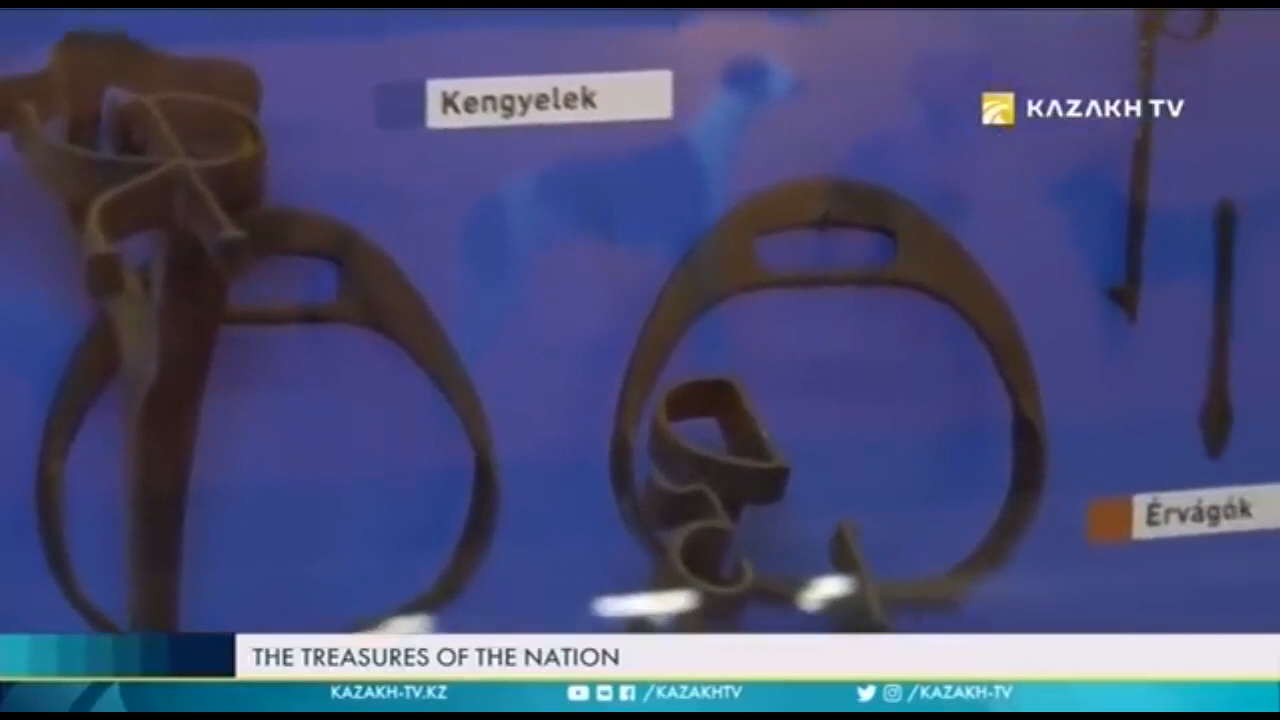 Kengyelek
KAZAKH TV
Érvágók
THE TREASURES OF THE NATION
KAZAKH-TV.KZ
/KAZAKHTV
/KAZAKH-TV